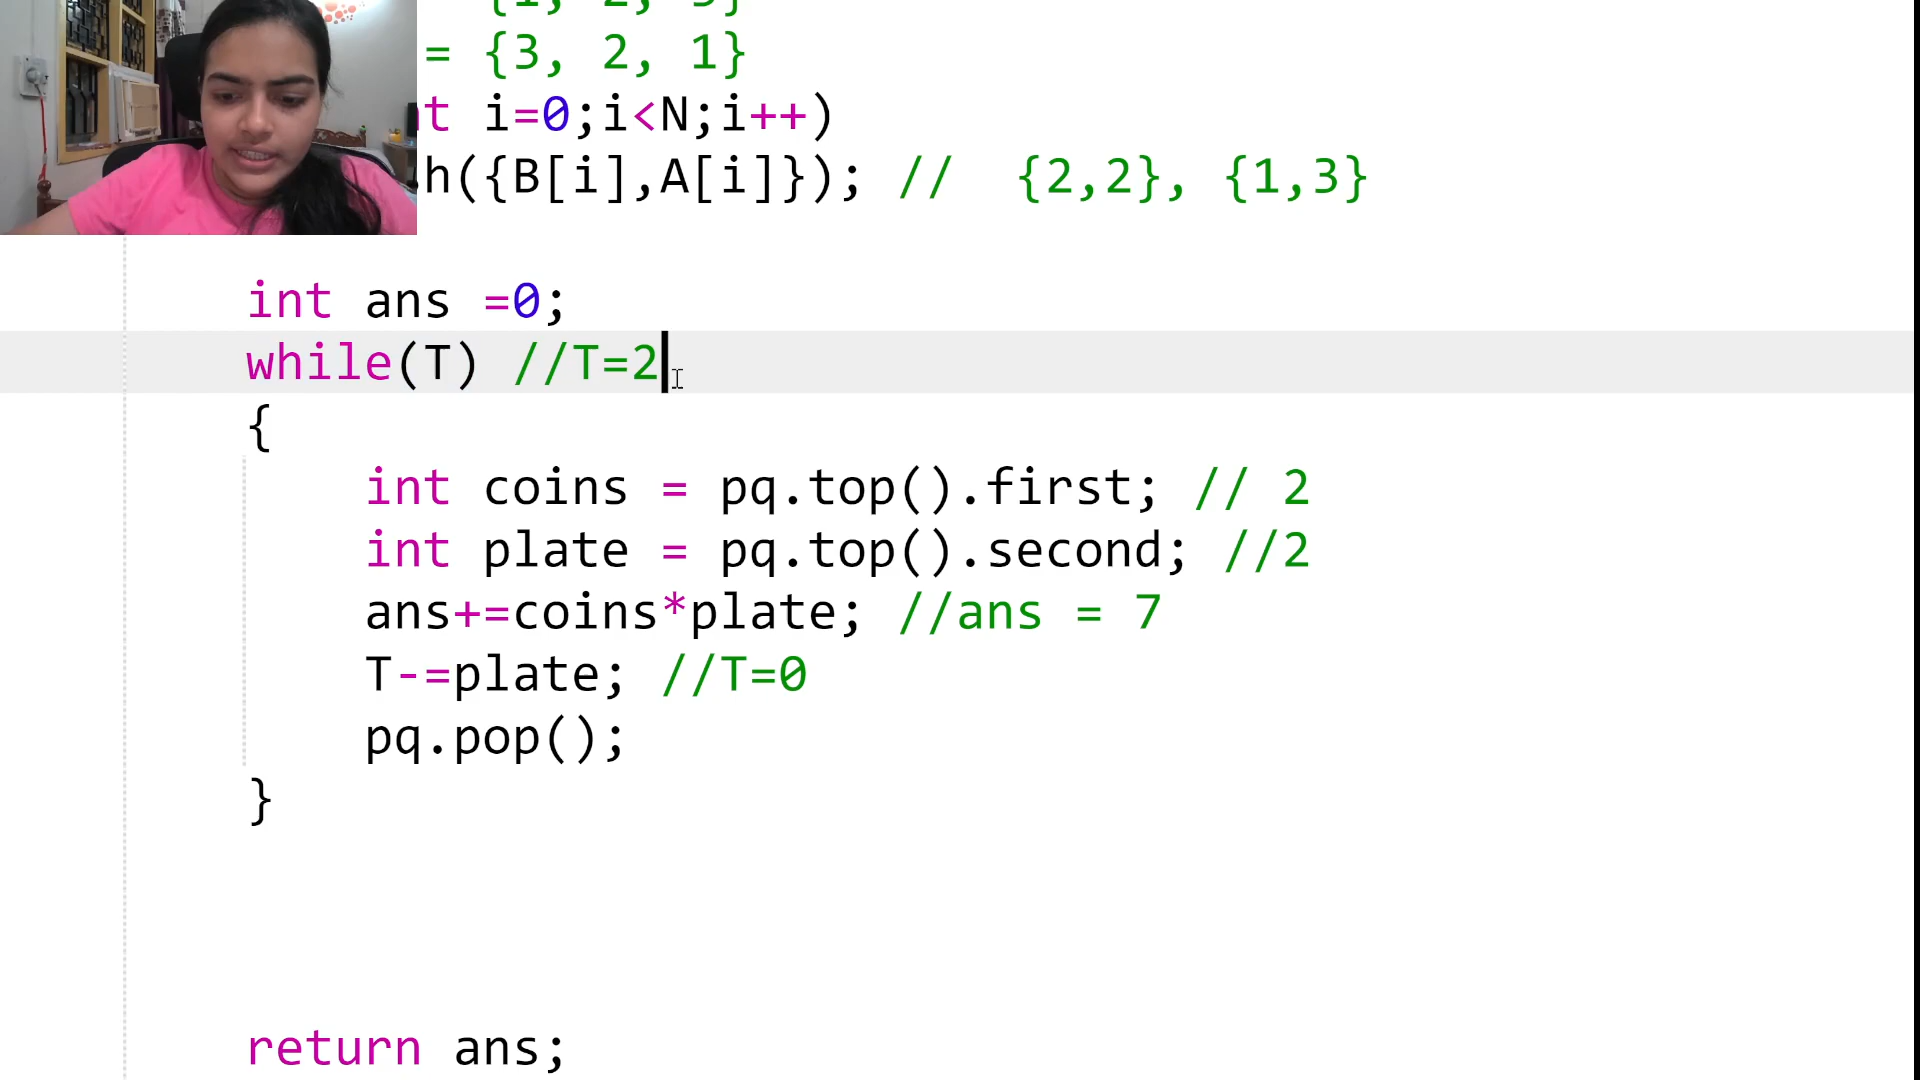 = {3, 2, 1}
i=0;i<N;i++)
h({B[i],A[i]}); // {2,2}, {1,3}
int ans =0;
while(T) //T=2
{
int coins = pq.top().first; // 2
int plate = pq.top().second; //2
ans+=coins*plate; //ans = 7
T-=plate; //T=0
pq.pop();
}
return ans;